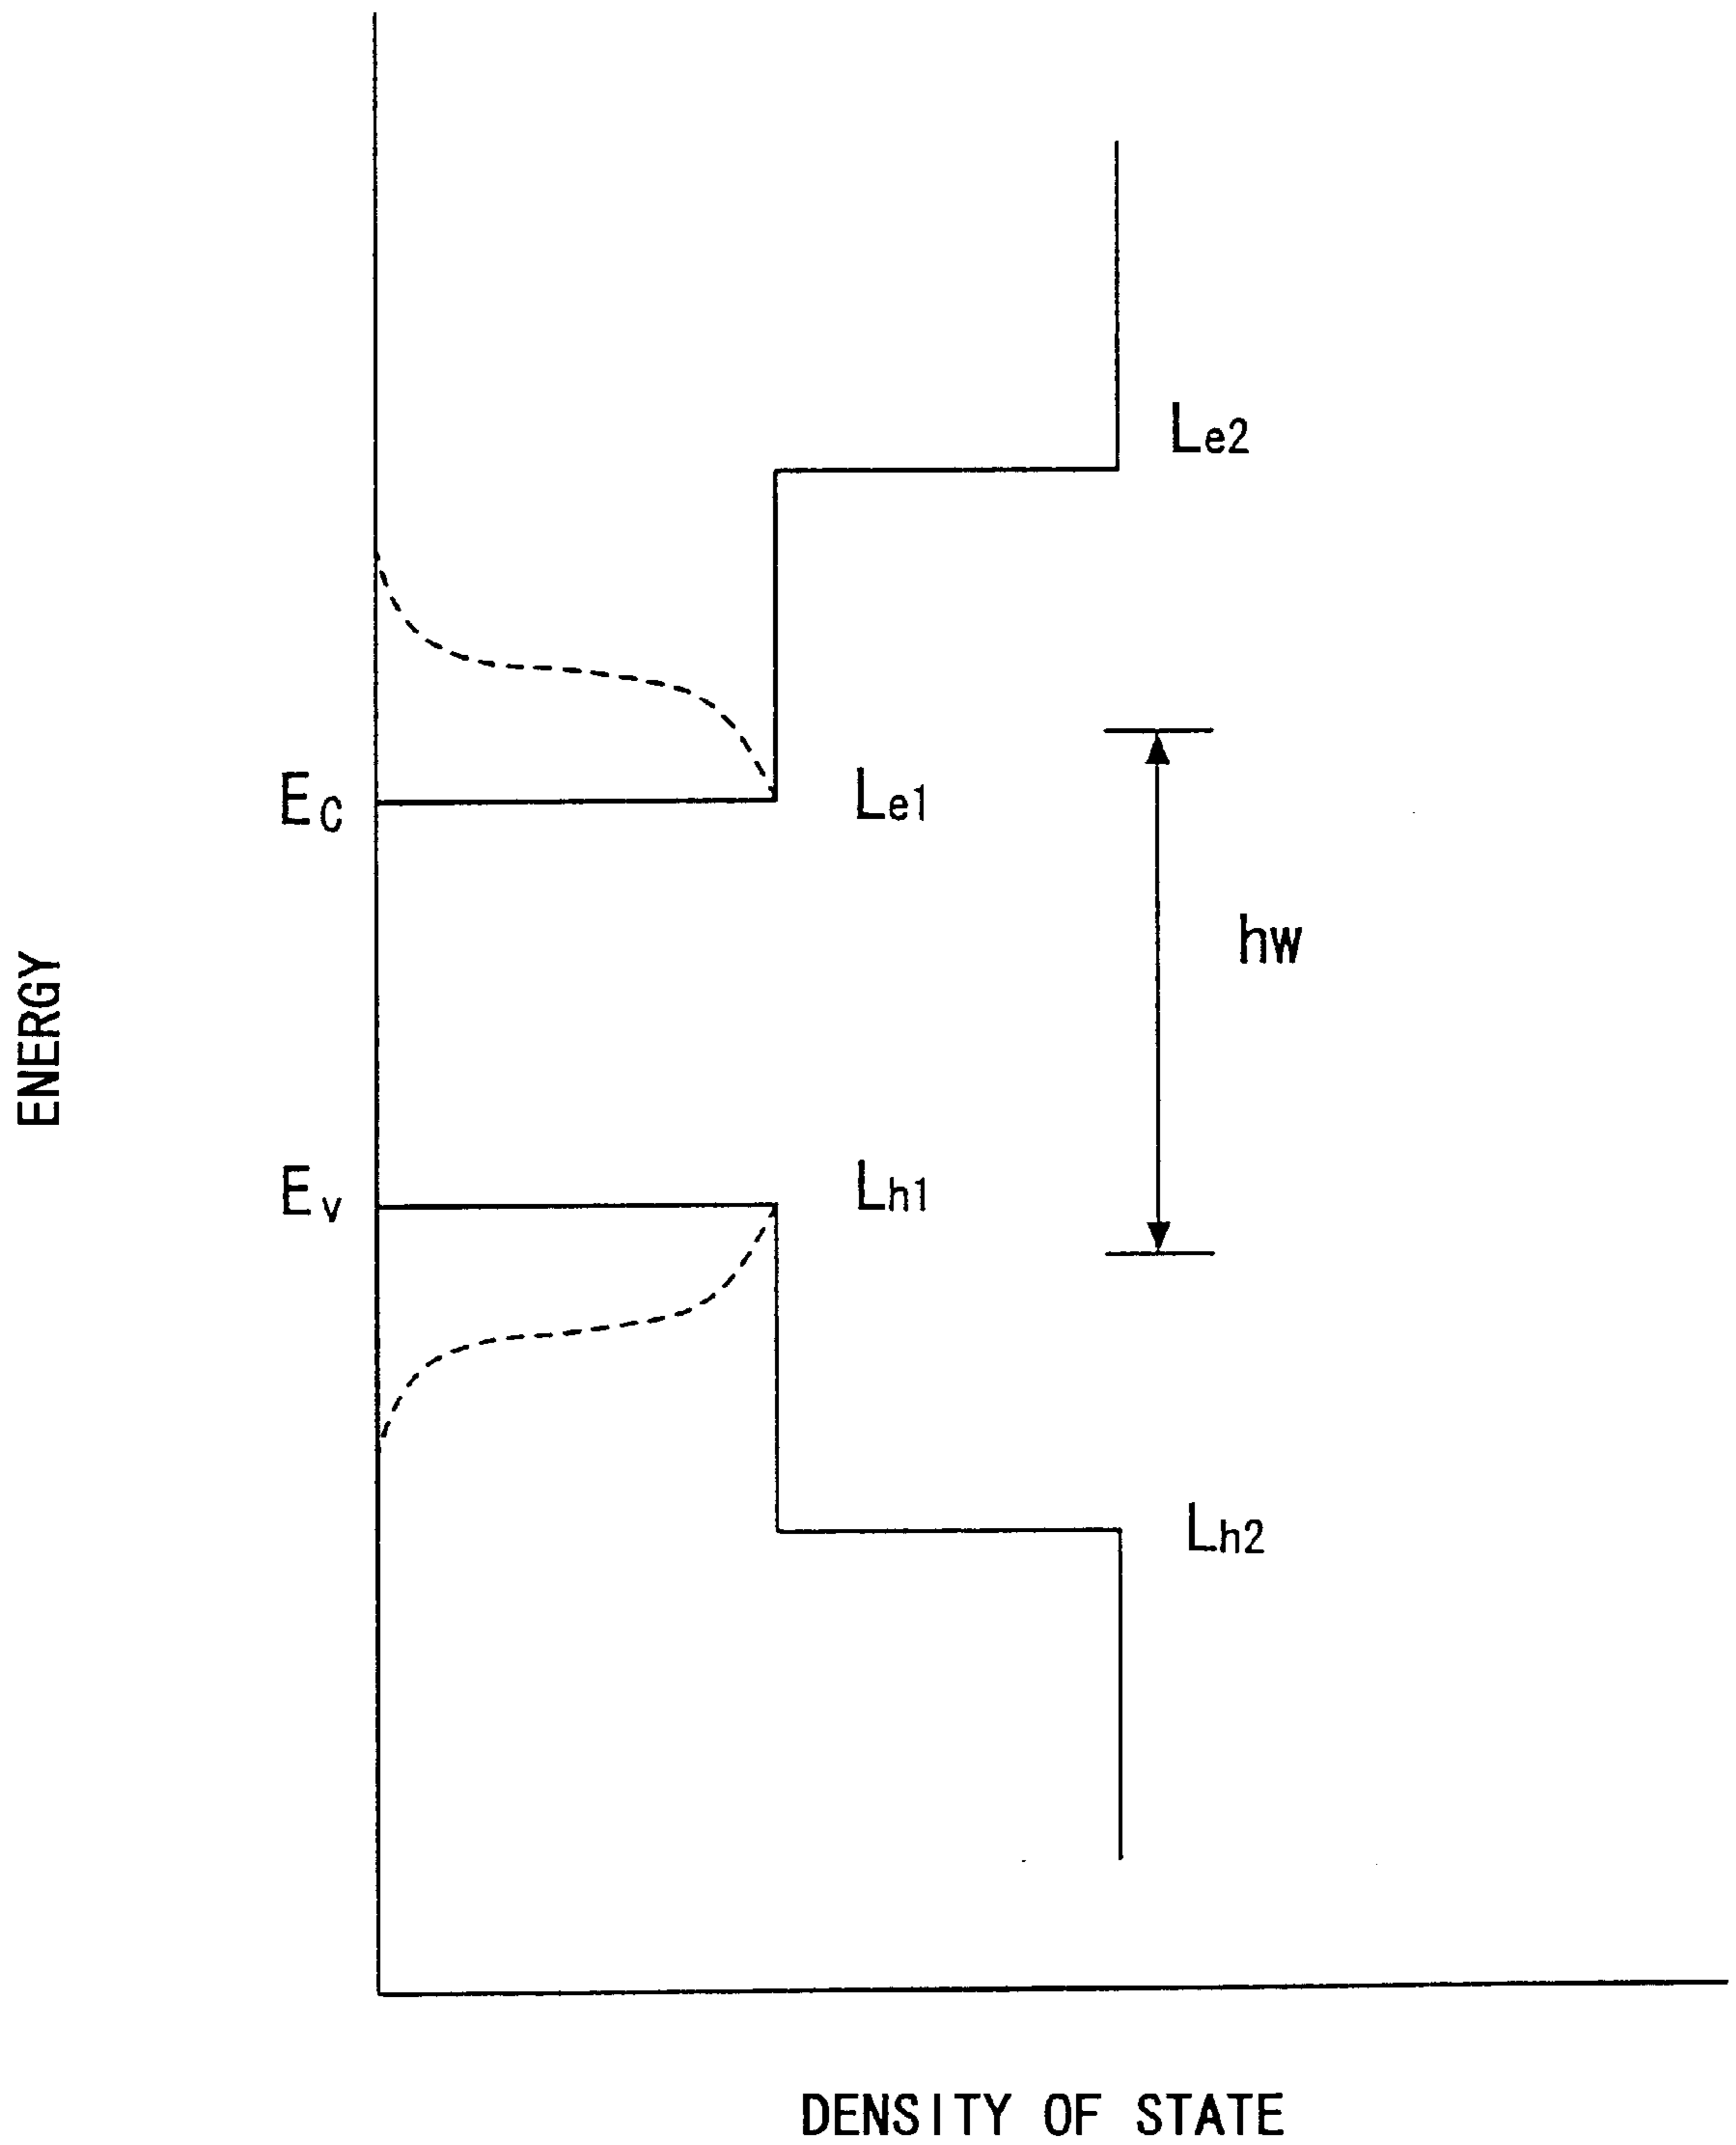 Le2
EC
Le1
hw
ENERGY
Ev
Lh1
Lh2
DENSITY OF STATE